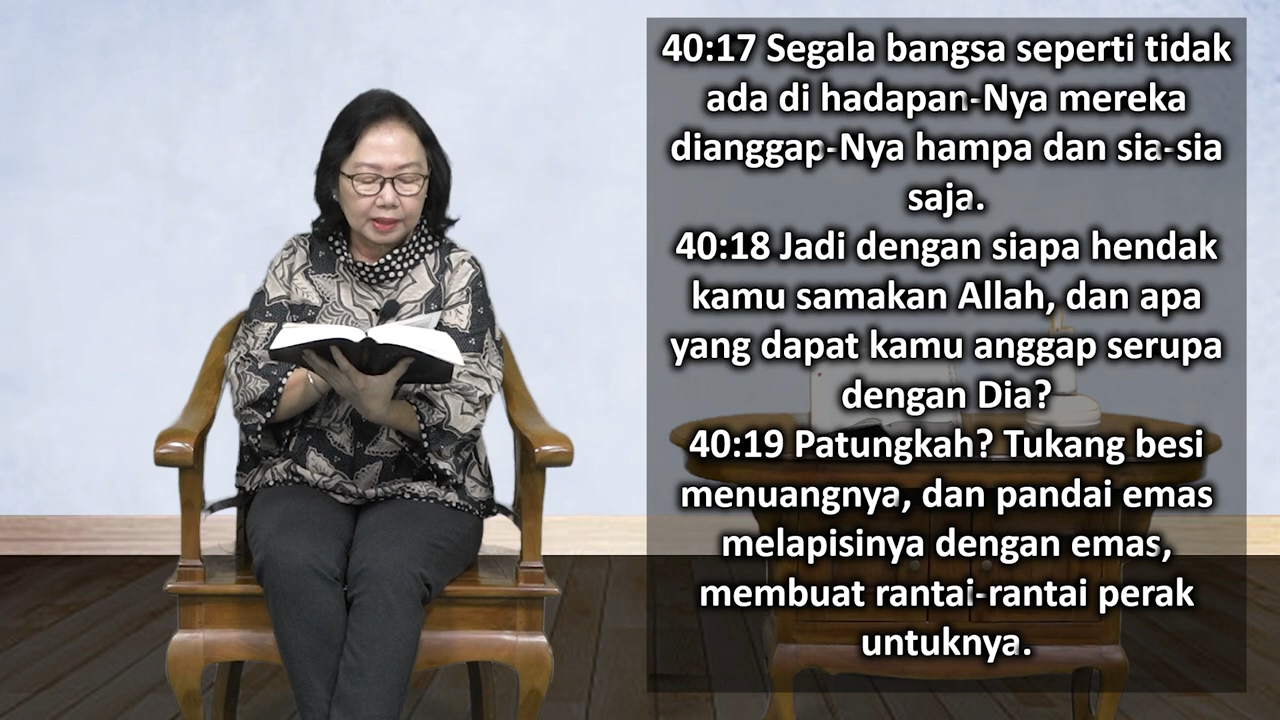 40:17 Segala bangsa seperti tidak
ada di hadapan-Nya mereka
dianggap-Nya hampa dan sia-sia
saja.
40:18 Jadi dengan siapa hendak
kamu samakan Allah, dan apa
yang dapat kamu anggap serupa
dengan Dia?
40:19 Patungkah? Tukang besi
menuangnya, dan pandai emas
melapisinya dengan emas,
membuat rantai-rantai perak
untuknya.